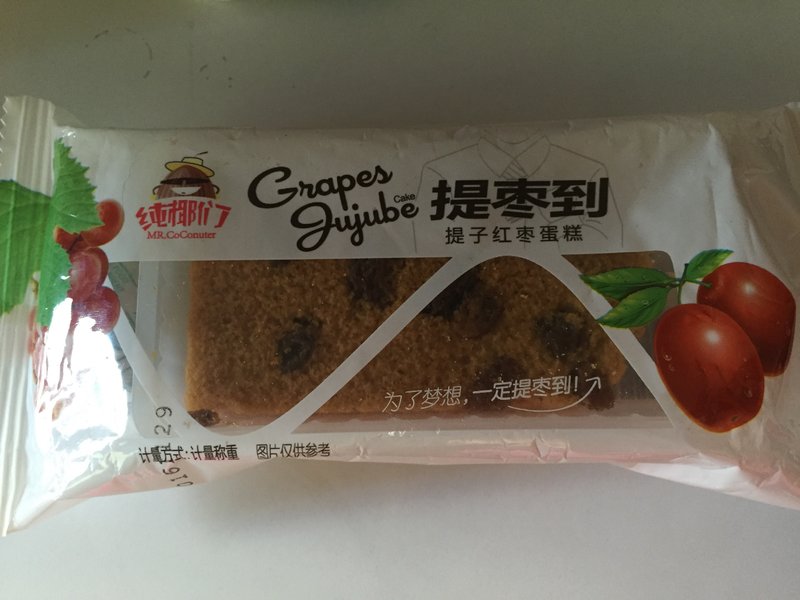 纯椰门
MR.CoConuter
Grapes
Jujube
Cake
提枣到
提子红枣蛋糕
为了梦想,一定提枣到!
计量方式:计量称重 图片仅供参考